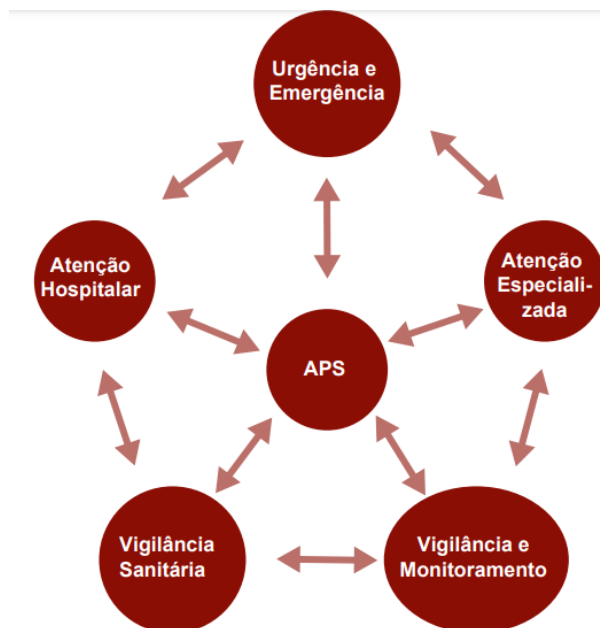 Urgência e
Emergência
Atenção
Hospitalar
Atenção
Especiali-
zada
APS
Vigilância
Sanitária
Vigilância e
Monitoramento